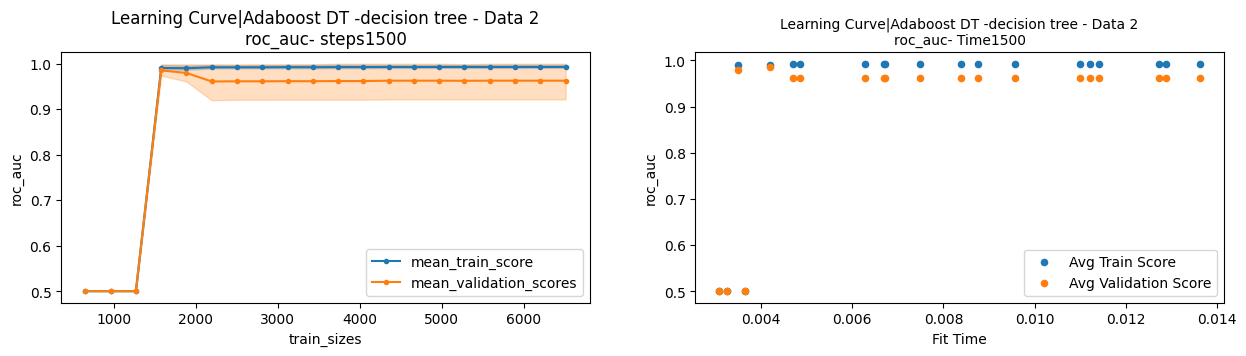 Learning Curve|Adaboost DT -decision tree - Data 2
roc_auc- steps1500
1.0
0.9
0.8
0.7
0.6
0.5
roc_auc
1000
2000
3000
4000
5000
6000
train_sizes
mean_train_score
mean_validation_scores
Learning Curve|Adaboost DT -decision tree - Data 2
roc_auc- Time1500
1.0
0.9
0.8
0.7
0.6
0.5
roc_auc
0.004
0.006
0.008
0.010
0.012
0.014
Fit Time
Avg Train Score
Avg Validation Score